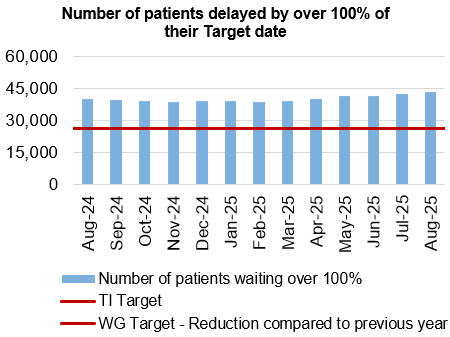 Number of patients delayed by over 100% of
their Target date
60,000
45,000
30,000
15,000
0
Aug-24
Sep-24
Oct-24
Nov-24
Dec-24
Jan-25
Feb-25
Mar-25
Apr-25
May-25
Jun-25
Jul-25
Aug-25
Number of patients waiting over 100%
TI Target
WG Target - Reduction compared to previous year